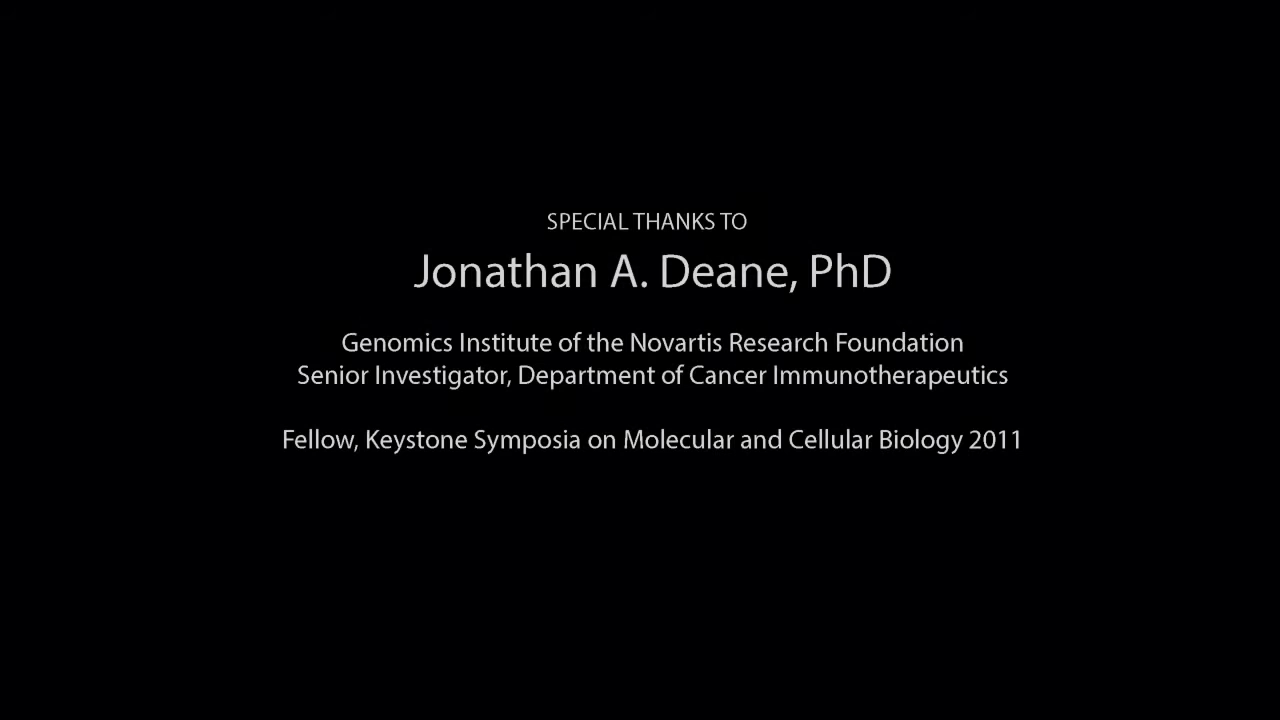 SPECIAL THANKS TO
Jonathan A. Deane, PhD
Genomics Institute of the Novartis Research Foundation
Senior Investigator, Department of Cancer Immunotherapeutics
Fellow, Keystone Symposia on Molecular and Cellular Biology 2011